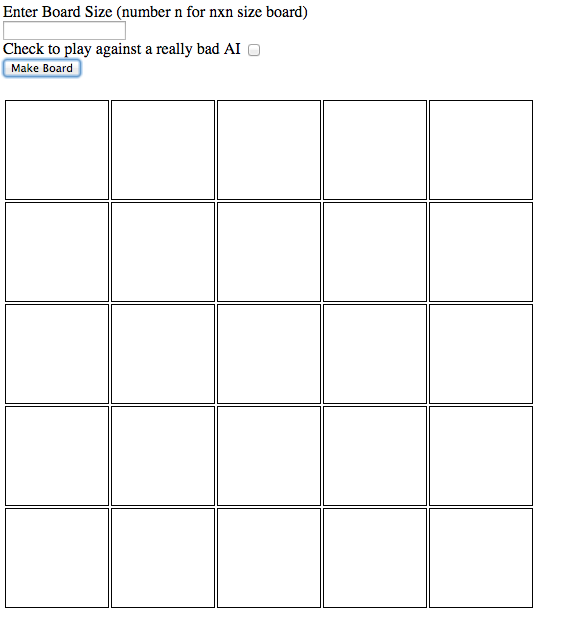 Enter Board Size (number n for nxn size board)
Check to play against a really bad AI
Make Board